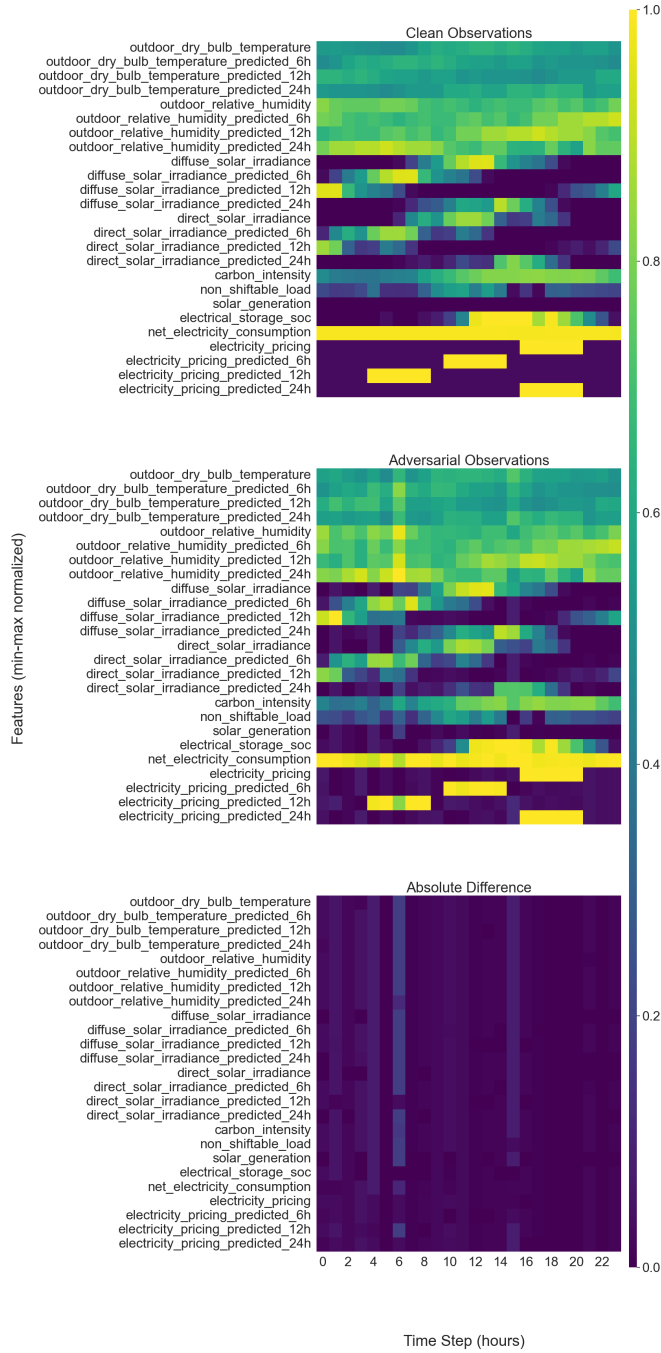 Clean Observations
outdoor_dry_bulb_temperature
outdoor_dry_bulb_temperature_predicted_6h
outdoor_dry_bulb_temperature_predicted_12h
outdoor_dry_bulb_temperature_predicted_24h
outdoor_relative_humidity
outdoor_relative_humidity_predicted_6h
outdoor_relative_humidity_predicted_12h
outdoor_relative_humidity_predicted_24h
diffuse_solar_irradiance
diffuse_solar_irradiance_predicted_6h
diffuse_solar_irradiance_predicted_12h
diffuse_solar_irradiance_predicted_24h
direct_solar_irradiance
direct_solar_irradiance_predicted_6h
direct_solar_irradiance_predicted_12h
direct_solar_irradiance_predicted_24h
carbon_intensity
non_shiftable_load
solar_generation
electrical_storage_soc
net_electricity_consumption
electricity_pricing
electricity_pricing_predicted_6h
electricity_pricing_predicted_12h
electricity_pricing_predicted_24h
Adversarial Observations
outdoor_dry_bulb_temperature
outdoor_dry_bulb_temperature_predicted_6h
outdoor_dry_bulb_temperature_predicted_12h
outdoor_dry_bulb_temperature_predicted_24h
outdoor_relative_humidity
outdoor_relative_humidity_predicted_6h
outdoor_relative_humidity_predicted_12h
outdoor_relative_humidity_predicted_24h
diffuse_solar_irradiance
diffuse_solar_irradiance_predicted_6h
diffuse_solar_irradiance_predicted_12h
diffuse_solar_irradiance_predicted_24h
direct_solar_irradiance
direct_solar_irradiance_predicted_6h
direct_solar_irradiance_predicted_12h
direct_solar_irradiance_predicted_24h
carbon_intensity
non_shiftable_load
solar_generation
electrical_storage_soc
net_electricity_consumption
electricity_pricing
electricity_pricing_predicted_6h
electricity_pricing_predicted_12h
electricity_pricing_predicted_24h
Absolute Difference
outdoor_dry_bulb_temperature
outdoor_dry_bulb_temperature_predicted_6h
outdoor_dry_bulb_temperature_predicted_12h
outdoor_dry_bulb_temperature_predicted_24h
outdoor_relative_humidity
outdoor_relative_humidity_predicted_6h
outdoor_relative_humidity_predicted_12h
outdoor_relative_humidity_predicted_24h
diffuse_solar_irradiance
diffuse_solar_irradiance_predicted_6h
diffuse_solar_irradiance_predicted_12h
diffuse_solar_irradiance_predicted_24h
direct_solar_irradiance
direct_solar_irradiance_predicted_6h
direct_solar_irradiance_predicted_12h
direct_solar_irradiance_predicted_24h
carbon_intensity
non_shiftable_load
solar_generation
electrical_storage_soc
net_electricity_consumption
electricity_pricing
electricity_pricing_predicted_6h
electricity_pricing_predicted_12h
electricity_pricing_predicted_24h
0 2 4 6 8 10 12 14 16 18 20 22
Time Step (hours)
Features (min-max normalized)
1.0
0.8
0.6
0.4
0.2
0.0